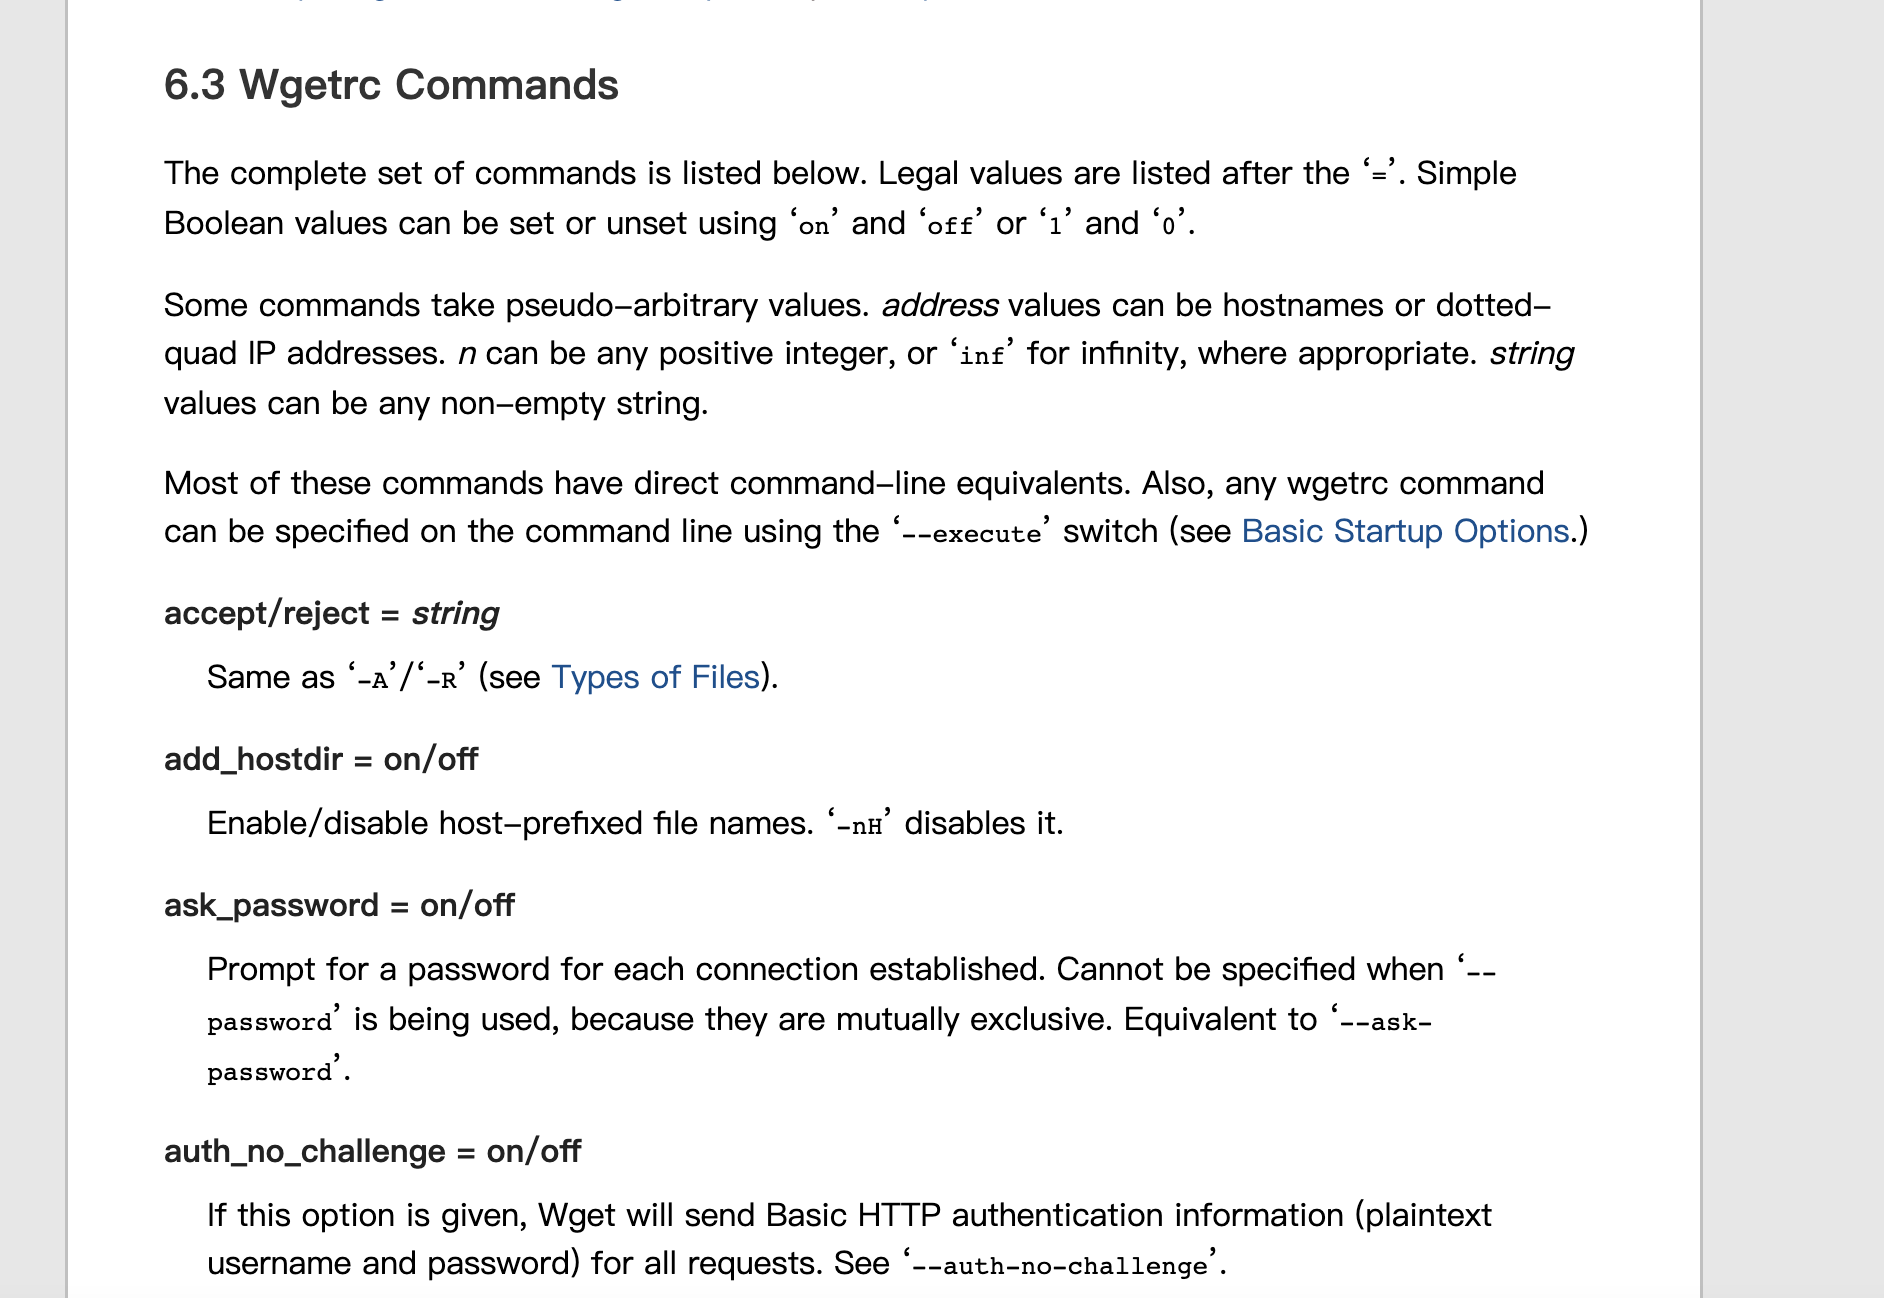 6.3 Wgetrc Commands
The complete set of commands is listed below. Legal values are listed after the ‘=’. Simple
Boolean values can be set or unset using ‘on’ and ‘off’ or ‘1’ and ‘0’.
Some commands take pseudo-arbitrary values. address values can be hostnames or dotted-
quad IP addresses. n can be any positive integer, or ‘inf’ for infinity, where appropriate. string
values can be any non-empty string.
Most of these commands have direct command-line equivalents. Also, any wgetrc command
can be specified on the command line using the ‘--execute’ switch (see Basic Startup Options.)
accept/reject = string
Same as ‘-A’/‘-R’ (see Types of Files).
add_hostdir = on/off
Enable/disable host-prefixed file names. ‘-nH’ disables it.
ask_password = on/off
Prompt for a password for each connection established. Cannot be specified when ‘--
password’ is being used, because they are mutually exclusive. Equivalent to ‘--ask-
password’.
auth_no_challenge = on/off
If this option is given, Wget will send Basic HTTP authentication information (plaintext
username and password) for all requests. See ‘--auth-no-challenge’.